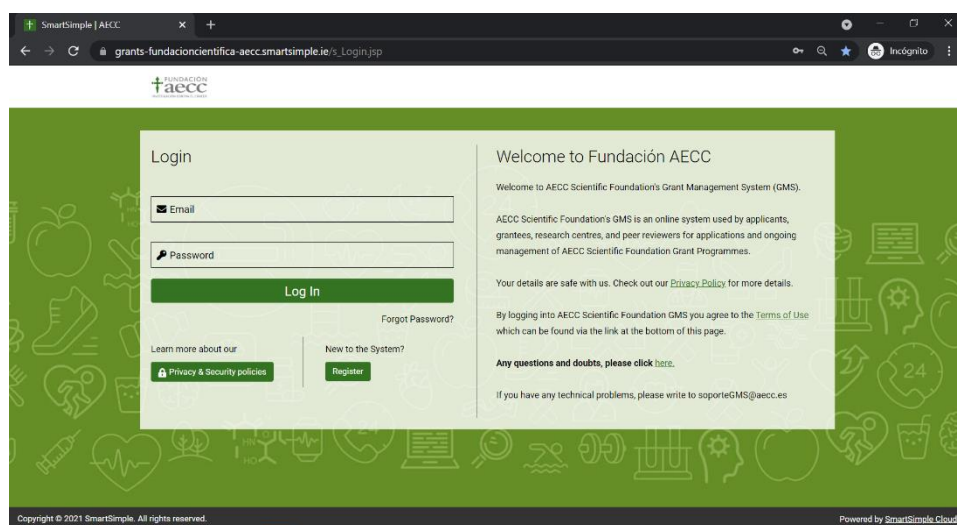 SmartSimple | AECC
grants-fundacioncientifica-aecc.smartsimple.ie/s_Login.jsp
Incógnito
FUNDACIÓN
aecc
Login
Email
Password
Log In
Forgot Password?
Learn more about our
Privacy & Security policies
New to the System?
Register
Welcome to Fundación AECC
Welcome to AECC Scientific Foundation's Grant Management System (GMS).
AECC Scientific Foundation's GMS is an online system used by applicants,
grantees, research centres, and peer reviewers for applications and ongoing
management of AECC Scientific Foundation Grant Programmes.
Your details are safe with us. Check out our Privacy Policy for more details.
By logging into AECC Scientific Foundation GMS you agree to the Terms of Use
which can be found via the link at the bottom of this page.
Any questions and doubts, please click here.
If you have any technical problems, please write to soporteGMS@aecc.es
24
Copyright © 2021 SmartSimple. All rights reserved.
Powered by SmartSimple Cloud